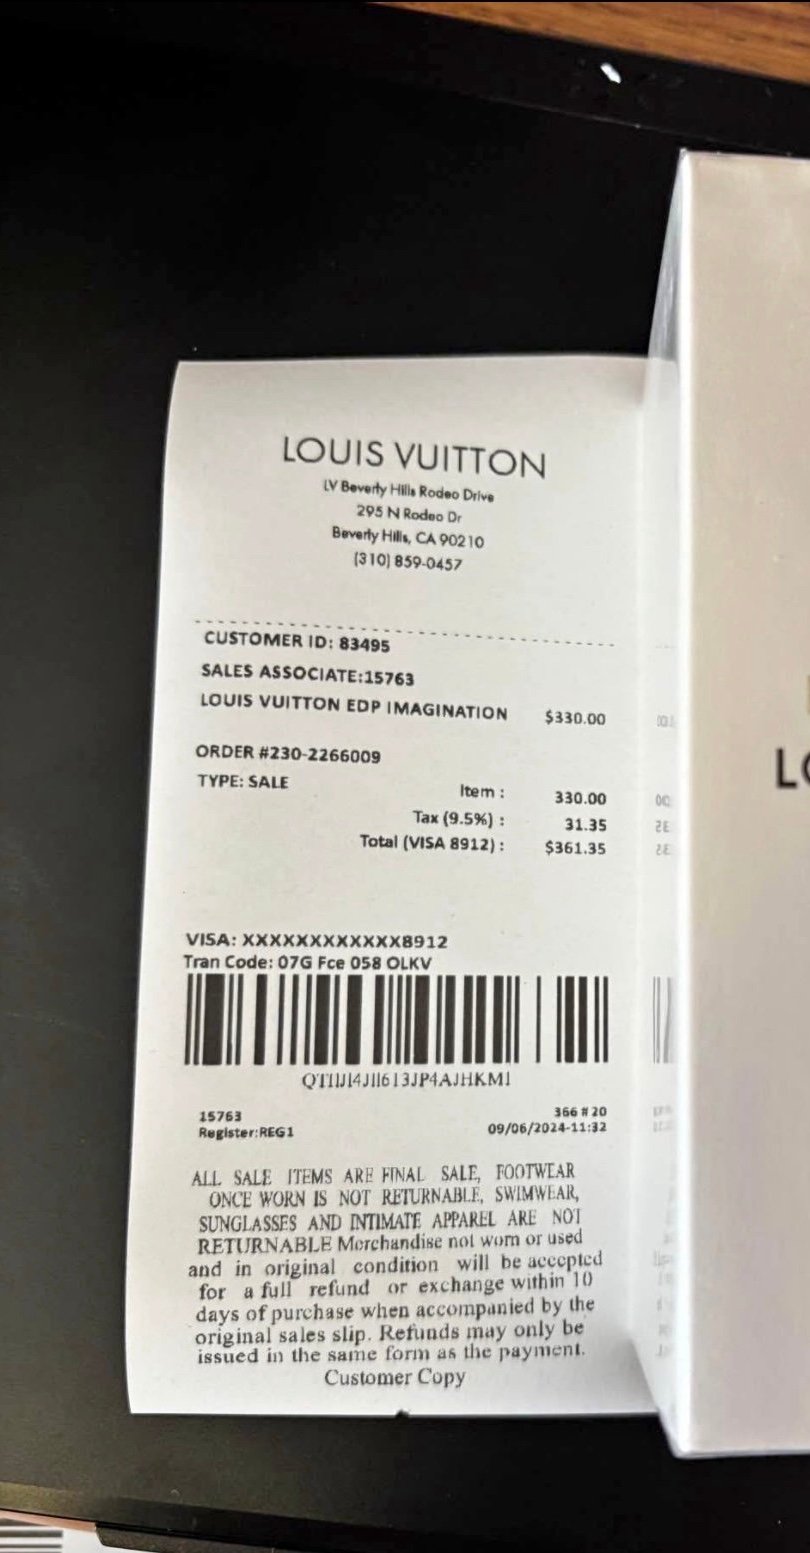 LOUIS VUITTON
LV Beverly Hills Rodeo Drive
295 N Rodeo Dr
Beverly Hills, CA 90210
(310) 859-0457
CUSTOMER ID: 83495
SALES ASSOCIATE:15763
LOUIS VUITTON EDP IMAGINATION $330.00
ORDER #230-2266009
TYPE: SALE
Item : 330.00
Tax (9.5%) : 31.35
Total (VISA 8912) : $361.35
VISA: XXXXXXXXXXXX8912
Tran Code: 07G Fce 058 OLKV
15763 366 # 20
Register:REG1 09/06/2024-11:32
ALL SALE ITEMS ARE FINAL SALE, FOOTWEAR
ONCE WORN IS NOT RETURNABLE, SWIMWEAR,
SUNGLASSES AND INTIMATE APPAREL ARE NOT
RETURNABLE Merchandise not worn or used
and in original condition will be accepted
for a full refund or exchange within 10
days of purchase when accompanied by the
original sales slip. Refunds may only be
issued in the same form as the payment.
Customer Copy
LO